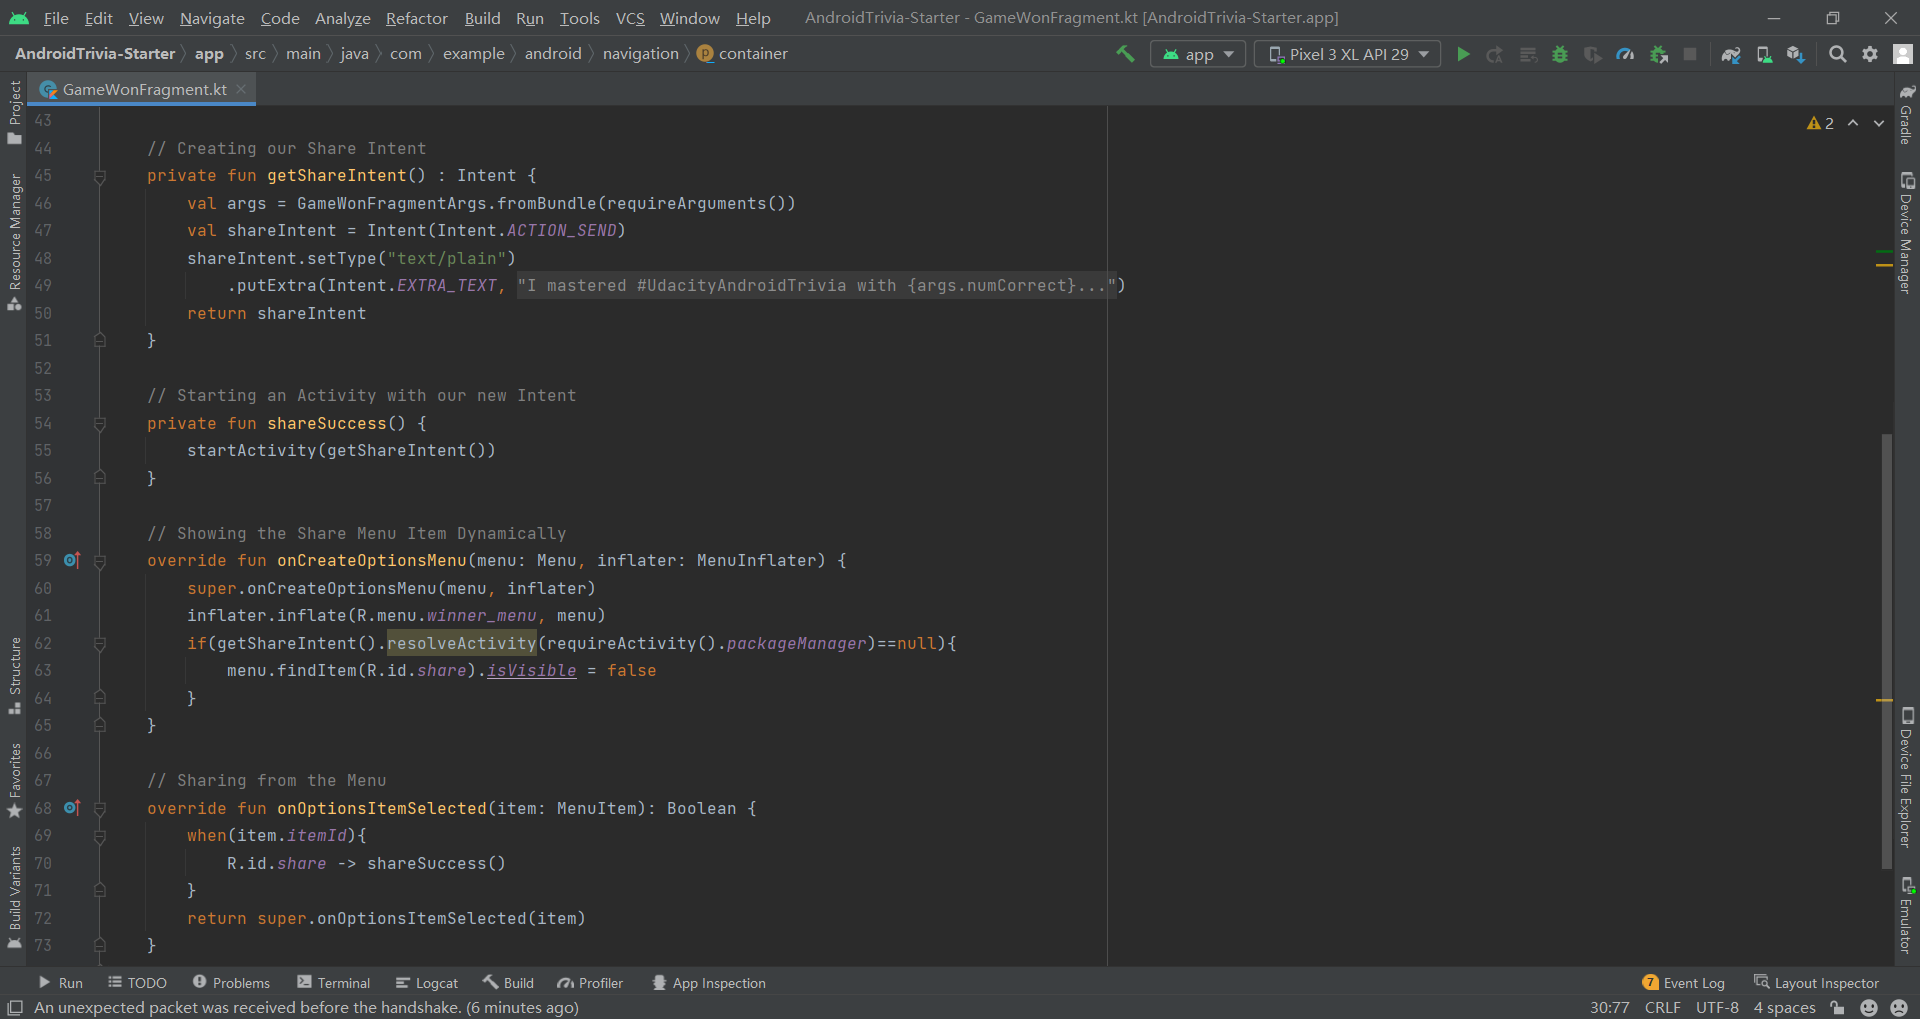 File Edit View Navigate Code Analyze Refactor Build Run Tools VCS Window Help AndroidTrivia-Starter - GameWonFragment.kt [AndroidTrivia-Starter.app]
AndroidTrivia-Starter app src main java com example android navigation container app Pixel 3 XL API 29
GameWonFragment.kt
Project
Resource Manager
Structure
Favorites
Build Variants
2
43
44 // Creating our Share Intent
45 private fun getShareIntent() : Intent {
46 val args = GameWonFragmentArgs.fromBundle(requireArguments())
47 val shareIntent = Intent(Intent.ACTION_SEND)
48 shareIntent.setType("text/plain")
49 .putExtra(Intent.EXTRA_TEXT, "I mastered #UdacityAndroidTrivia with {args.numCorrect}...")
50 return shareIntent
51 }
52
53 // Starting an Activity with our new Intent
54 private fun shareSuccess() {
55 startActivity(getShareIntent())
56 }
57
58 // Showing the Share Menu Item Dynamically
59 override fun onCreateOptionsMenu(menu: Menu, inflater: MenuInflater) {
60 super.onCreateOptionsMenu(menu, inflater)
61 inflater.inflate(R.menu.winner_menu, menu)
62 if(getShareIntent().resolveActivity(requireActivity().packageManager)==null){
63 menu.findItem(R.id.share).isVisible = false
64 }
65 }
66
67 // Sharing from the Menu
68 override fun onOptionsItemSelected(item: MenuItem): Boolean {
69 when(item.itemId){
70 R.id.share -> shareSuccess()
71 }
72 return super.onOptionsItemSelected(item)
73 }
Gradle
Device Manager
Device File Explorer
Emulator
Run TODO Problems Terminal Logcat Build Profiler App Inspection 7 Event Log Layout Inspector
An unexpected packet was received before the handshake. (6 minutes ago) 30:77 CRLF UTF-8 4 spaces